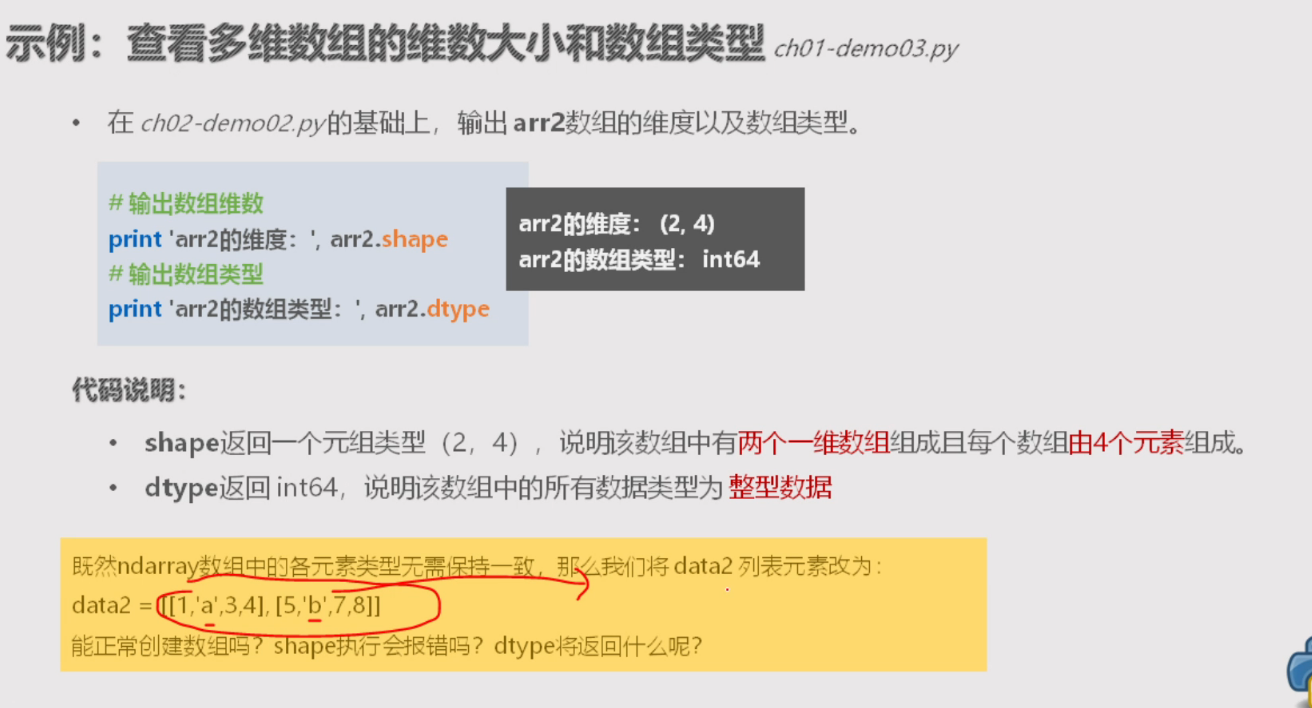 示例：查看多维数组的维数大小和数组类型 ch01-demo03.py
• 在 ch02-demo02.py的基础上，输出 arr2数组的维度以及数组类型。
# 输出数组维数
print 'arr2的维度：', arr2.shape
# 输出数组类型
print 'arr2的数组类型：', arr2.dtype
arr2的维度： (2, 4)
arr2的数组类型： int64
代码说明：
• shape返回一个元组类型（2，4），说明该数组中有两个一维数组组成且每个数组由4个元素组成。
• dtype返回 int64，说明该数组中的所有数据类型为 整型数据
既然ndarray数组中的各元素类型无需保持一致，那么我们将 data2 列表元素改为：
data2 = [[1,'a',3,4], [5,'b',7,8]]
能正常创建数组吗？shape执行会报错吗？dtype将返回什么呢？